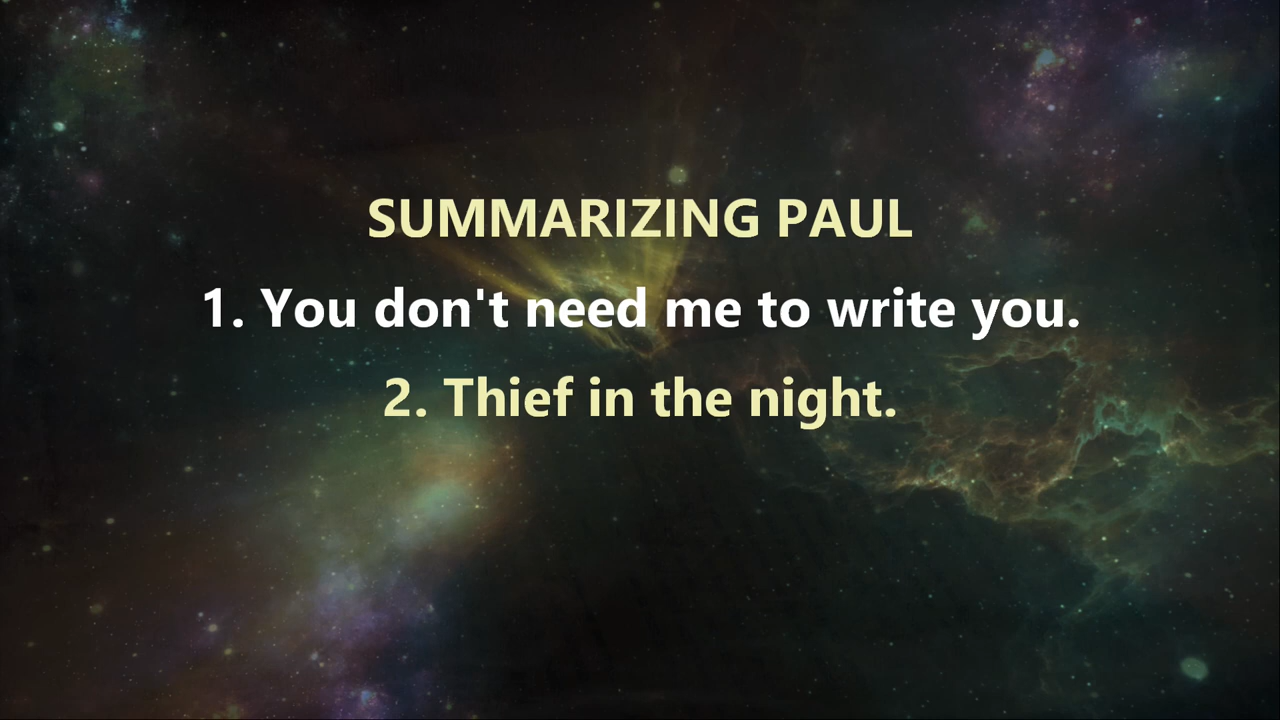 SUMMARIZING PAUL
1. You don't need me to write you.
2. Thief in the night.